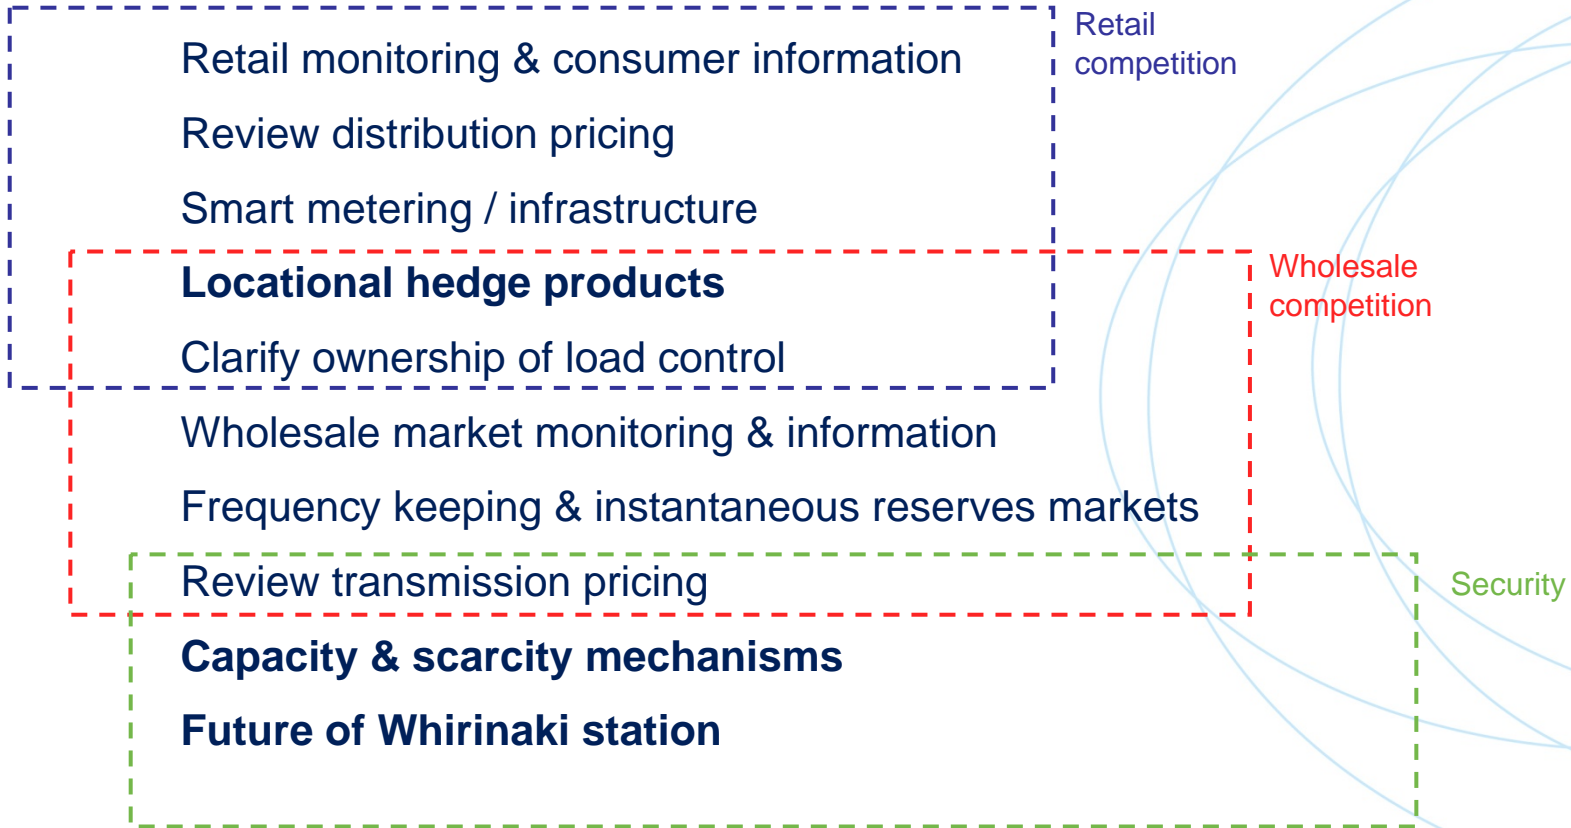 Retail
competition
Retail monitoring & consumer information
Review distribution pricing
Smart metering / infrastructure
Wholesale
competition
Locational hedge products
Clarify ownership of load control
Wholesale market monitoring & information
Frequency keeping & instantaneous reserves markets
Security
Review transmission pricing
Capacity & scarcity mechanisms
Future of Whirinaki station